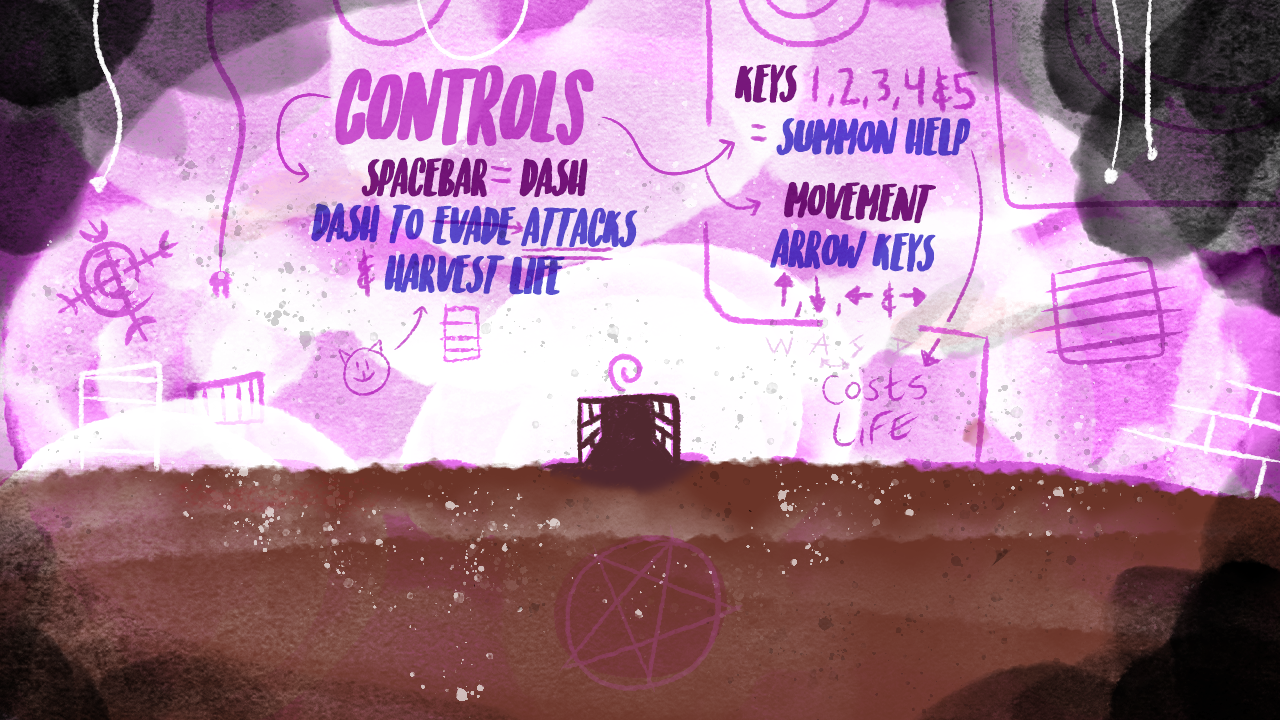 CONTROLS
SPACEBAR = DASH
DASH TO EVADE ATTACKS
& HARVEST LIFE
KEYS 1,2,3,4 & 5
= SUMMON HELP
MOVEMENT
ARROW KEYS
↑, ↓, ← & →
W A S
Costs
LIFE